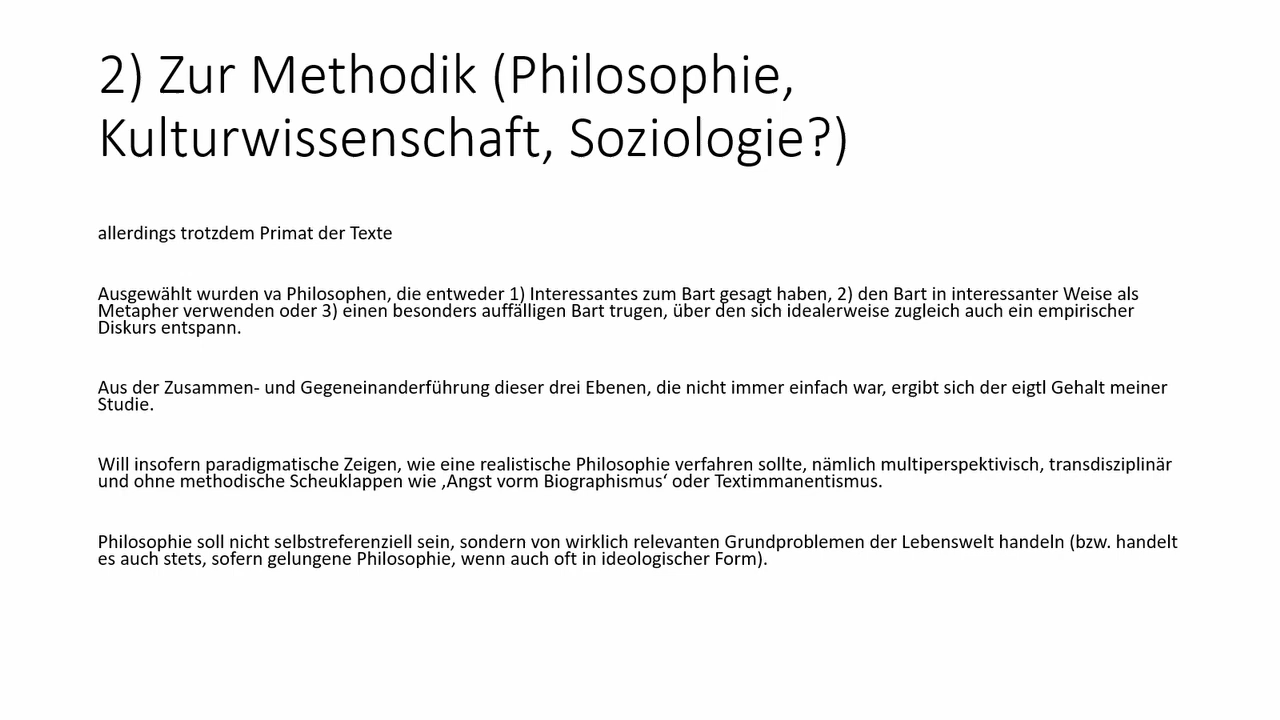 2) Zur Methodik (Philosophie,
Kulturwissenschaft, Soziologie?)
allerdings trotzdem Primat der Texte
Ausgewählt wurden va Philosophen, die entweder 1) Interessantes zum Bart gesagt haben, 2) den Bart in interessanter Weise als
Metapher verwenden oder 3) einen besonders auffälligen Bart trugen, über den sich idealerweise zugleich auch ein empirischer
Diskurs entspann.
Aus der Zusammen- und Gegeneinanderführung dieser drei Ebenen, die nicht immer einfach war, ergibt sich der eigtl Gehalt meiner
Studie.
Will insofern paradigmatische Zeigen, wie eine realistische Philosophie verfahren sollte, nämlich multiperspektivisch, transdisziplinär
und ohne methodische Scheuklappen wie ‚Angst vorm Biographismus‘ oder Textimmanentismus.
Philosophie soll nicht selbstreferenziell sein, sondern von wirklich relevanten Grundproblemen der Lebenswelt handeln (bzw. handelt
es auch stets, sofern gelungene Philosophie, wenn auch oft in ideologischer Form).